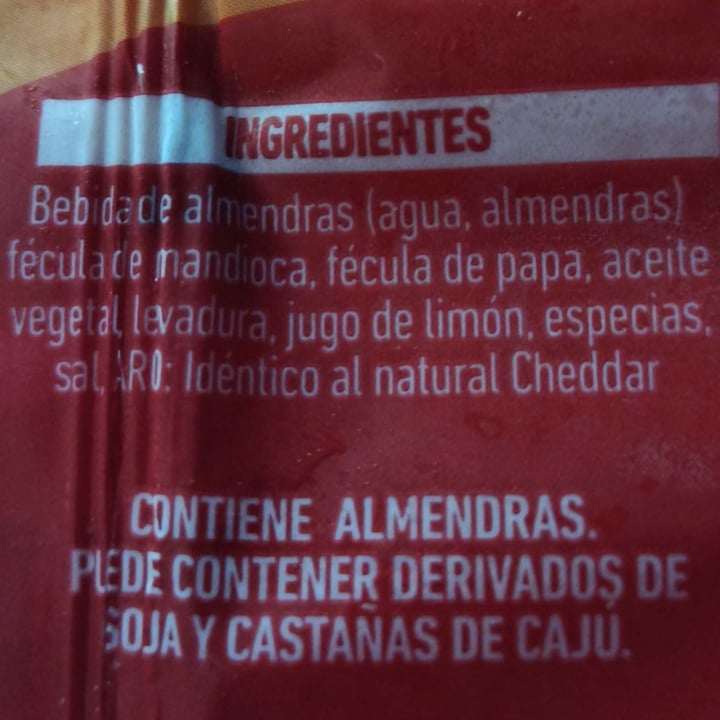 INGREDIENTES
Bebida de almendras (agua, almendras)
fécula de mandioca, fécula de papa, aceite
vegetal, levadura, jugo de limón, especias,
sal, ARO: Idéntico al natural Cheddar
CONTIENE ALMENDRAS.
PUEDE CONTENER DERIVADOS DE
SOJA Y CASTAÑAS DE CAJÚ.